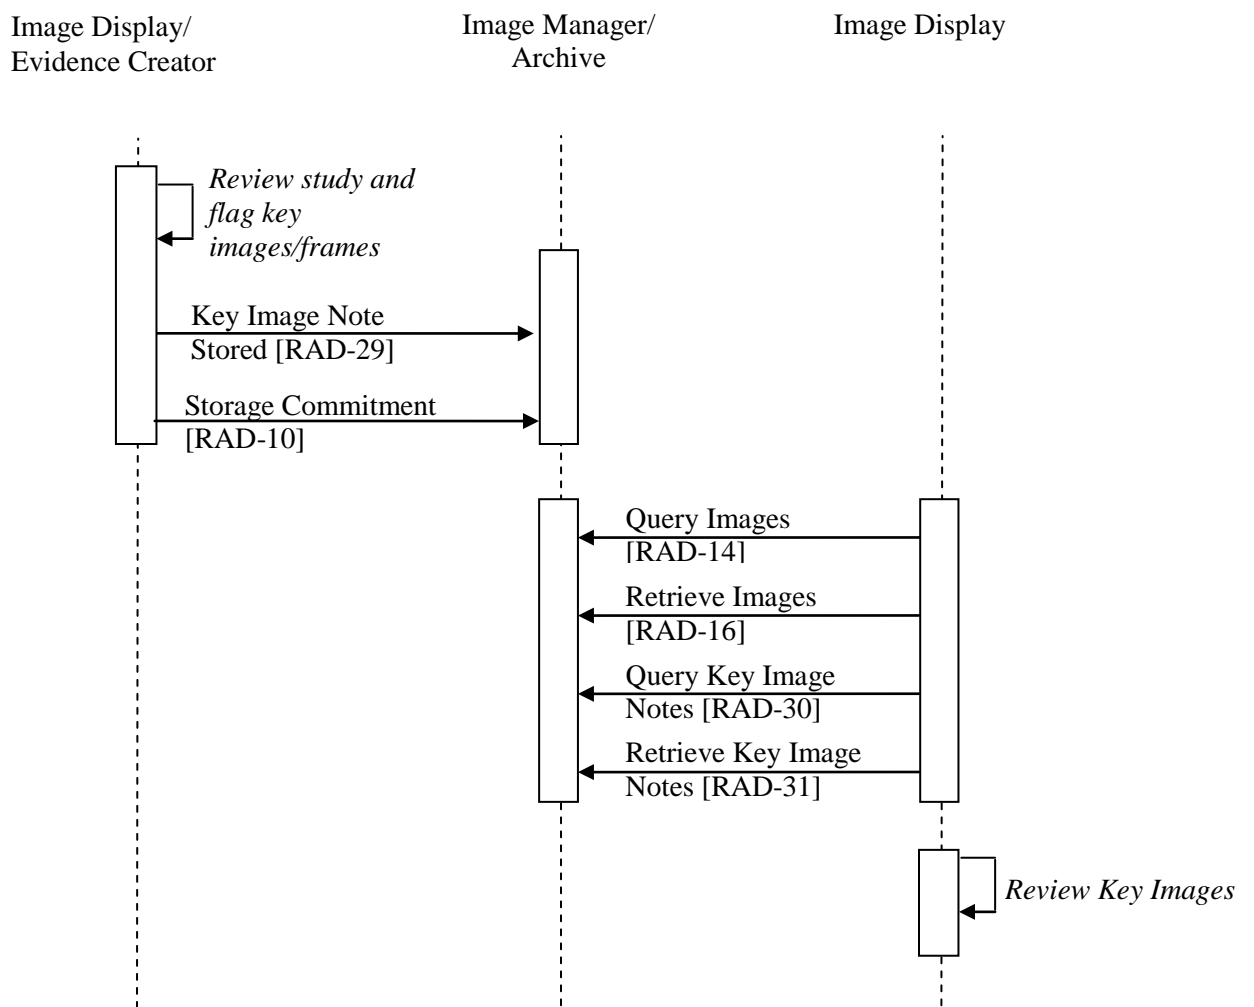 Image Display/
Evidence Creator
Image Manager/
Archive
Image Display
Review study and
flag key
images/frames
Key Image Note
Stored [RAD-29]
Storage Commitment
[RAD-10]
Query Images
[RAD-14]
Retrieve Images
[RAD-16]
Query Key Image
Notes [RAD-30]
Retrieve Key Image
Notes [RAD-31]
Review Key Images